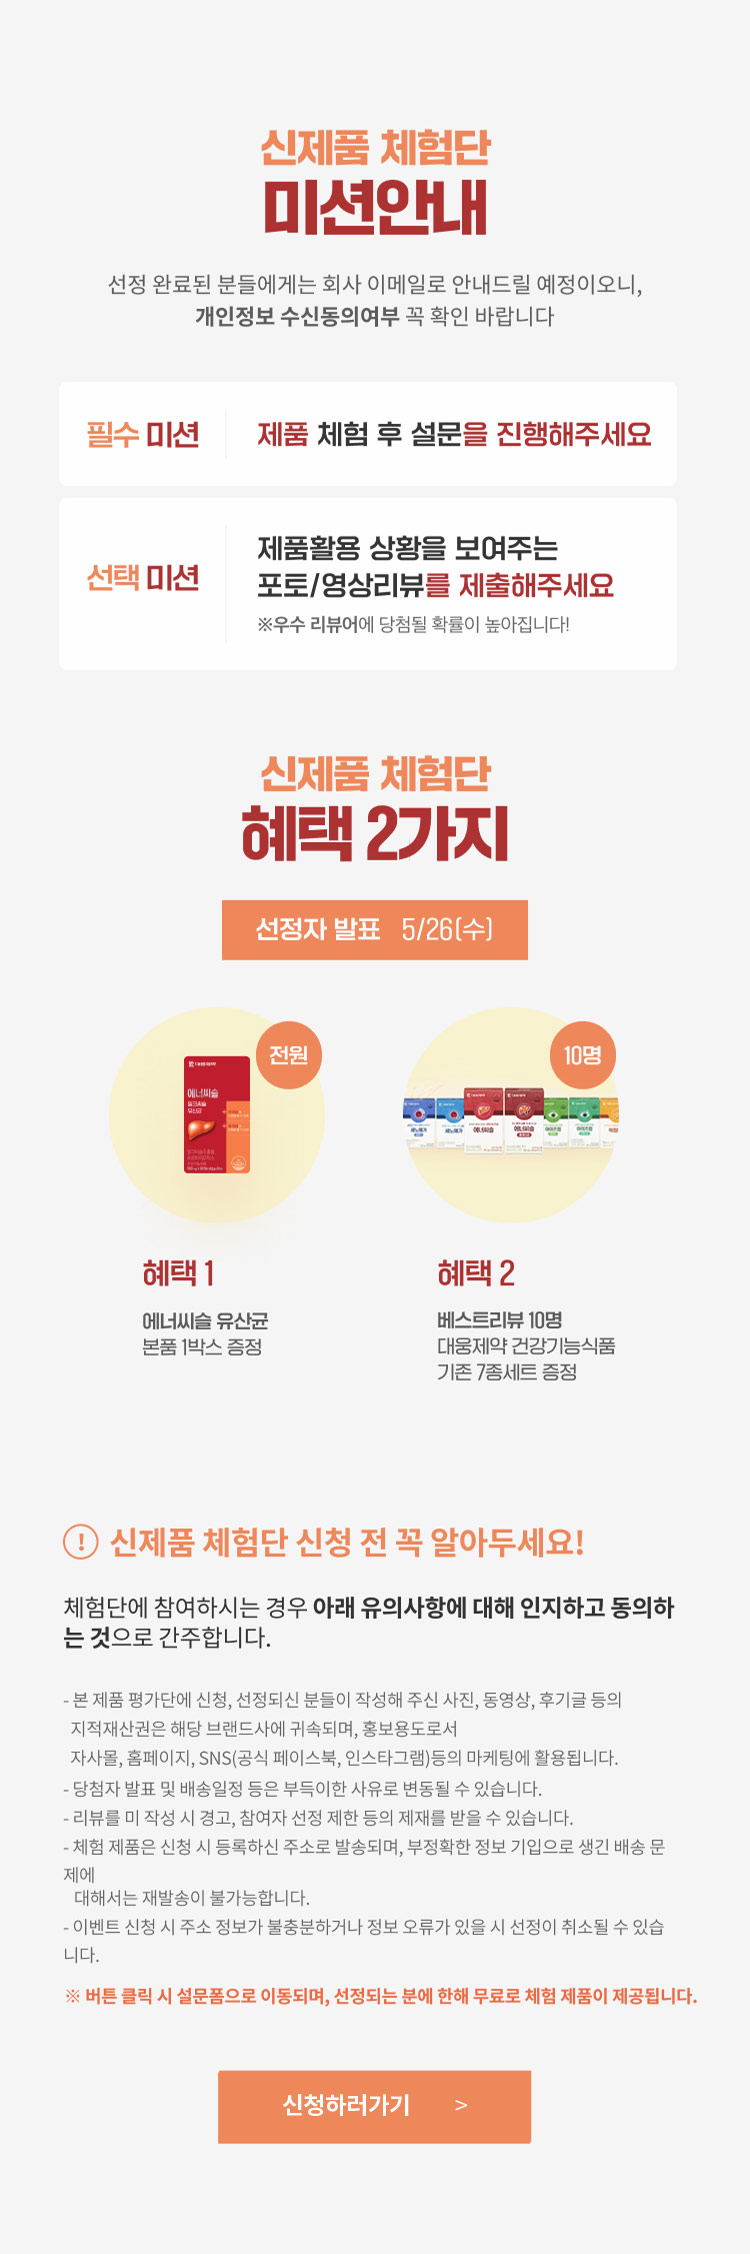 신제품 체험단
미션안내
선정 완료된 분들에게는 회사 이메일로 안내드릴 예정이오니,
개인정보 수신동의여부 꼭 확인 바랍니다
필수 미션
제품 체험 후 설문을 진행해주세요
선택 미션
제품활용 상황을 보여주는
포토/영상리뷰를 제출해주세요
※우수 리뷰어에 당첨될 확률이 높아집니다!
신제품 체험단
혜택 2가지
선정자 발표 5/26(수)
전원
에너씨슬
밀크씨슬
유산균
10명
에너씨슬
에너씨슬
혜택 1
에너씨슬 유산균
본품 1박스 증정
혜택 2
베스트리뷰 10명
대웅제약 건강기능식품
기존 7종세트 증정
! 신제품 체험단 신청 전 꼭 알아두세요!
체험단에 참여하시는 경우 아래 유의사항에 대해 인지하고 동의하
는 것으로 간주합니다.
- 본 제품 평가단에 신청, 선정되신 분들이 작성해 주신 사진, 동영상, 후기글 등의
지적재산권은 해당 브랜드사에 귀속되며, 홍보용도로서
자사몰, 홈페이지, SNS(공식 페이스북, 인스타그램)등의 마케팅에 활용됩니다.
- 당첨자 발표 및 배송일정 등은 부득이한 사유로 변동될 수 있습니다.
- 리뷰를 미 작성 시 경고, 참여자 선정 제한 등의 제재를 받을 수 있습니다.
- 체험 제품은 신청 시 등록하신 주소로 발송되며, 부정확한 정보 기입으로 생긴 배송 문
제에
대해서는 재발송이 불가능합니다.
- 이벤트 신청 시 주소 정보가 불충분하거나 정보 오류가 있을 시 선정이 취소될 수 있습
니다.
※ 버튼 클릭 시 설문폼으로 이동되며, 선정되는 분에 한해 무료로 체험 제품이 제공됩니다.
신청하러가기 >